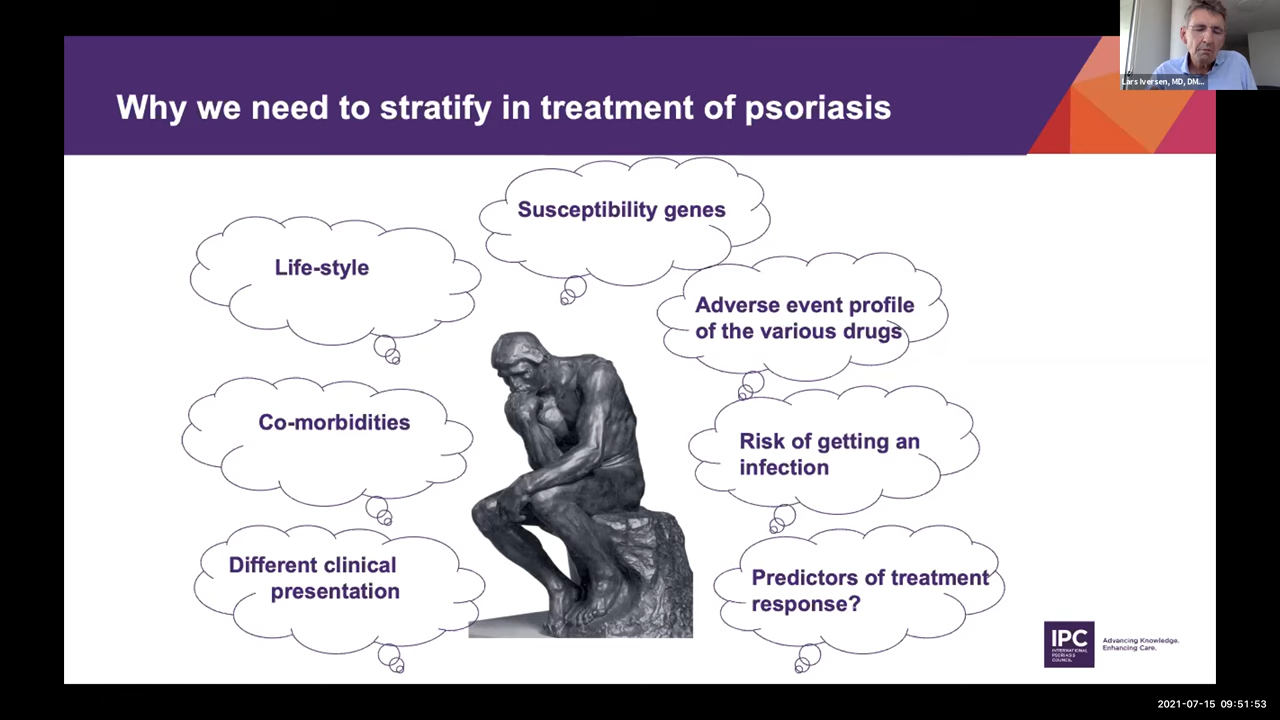 Lars Iversen, MD, DM...
Why we need to stratify in treatment of psoriasis
Susceptibility genes
Life-style
Adverse event profile
of the various drugs
Co-morbidities
Risk of getting an
infection
Different clinical
presentation
Predictors of treatment
response?
IPC
INTERNATIONAL
PSORIASIS
COUNCIL
Advancing Knowledge.
Enhancing Care.
2021-07-15 09:51:53